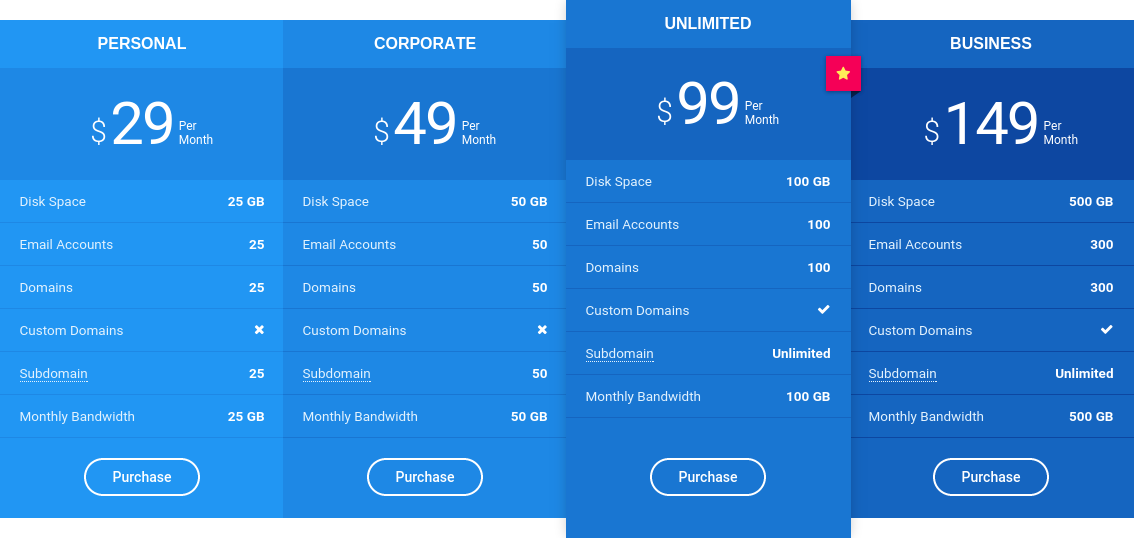 PERSONAL
$ 29 Per Month
Disk Space 25 GB
Email Accounts 25
Domains 25
Custom Domains ✖
Subdomain 25
Monthly Bandwidth 25 GB
Purchase
CORPORATE
$ 49 Per Month
Disk Space 50 GB
Email Accounts 50
Domains 50
Custom Domains ✖
Subdomain 50
Monthly Bandwidth 50 GB
Purchase
UNLIMITED
$ 99 Per Month
Disk Space 100 GB
Email Accounts 100
Domains 100
Custom Domains ✔
Subdomain Unlimited
Monthly Bandwidth 100 GB
Purchase
BUSINESS
$ 149 Per Month
Disk Space 500 GB
Email Accounts 300
Domains 300
Custom Domains ✔
Subdomain Unlimited
Monthly Bandwidth 500 GB
Purchase